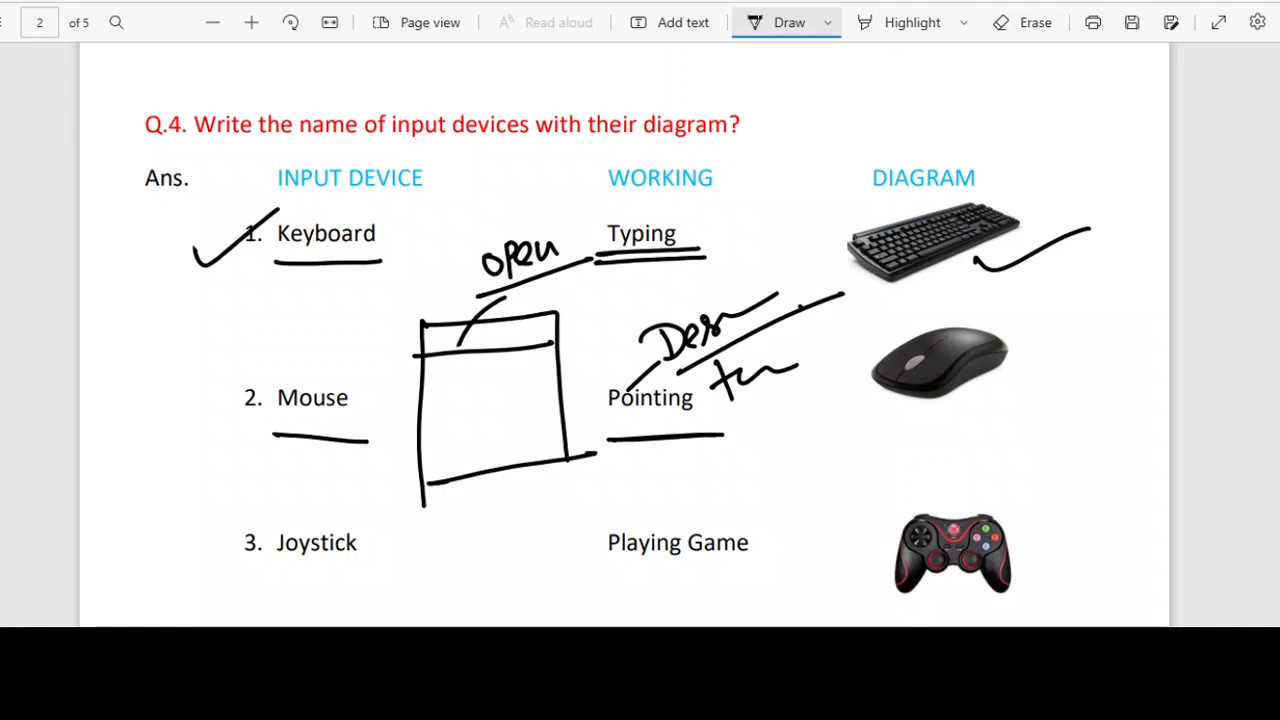 2 of 5 Page view Read aloud Add text Draw Highlight Erase
Q.4. Write the name of input devices with their diagram?
Ans. INPUT DEVICE WORKING DIAGRAM
1. Keyboard Typing
open
2. Mouse Pointing
3. Joystick Playing Game